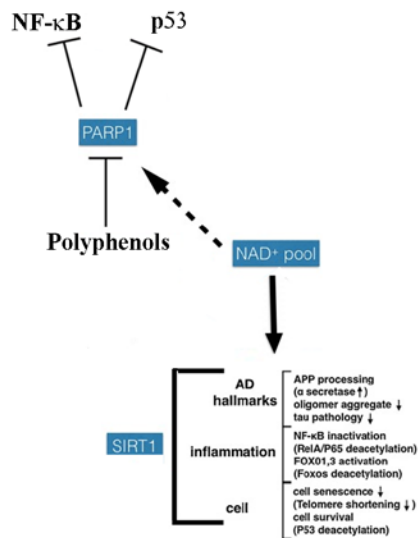 NF-κB p53
PARP1
Polyphenols
NAD+ pool
SIRT1
AD
hallmarks
APP processing
(α secretase↑)
oligomer aggregate ↓
tau pathology ↓
inflammation
NF-κB inactivation
(RelA/P65 deacetylation)
FOX01,3 activation
(Foxos deacetylation)
cell
cell senescence ↓
(Telomere shortening ↓)
cell survival
(P53 deacetylation)